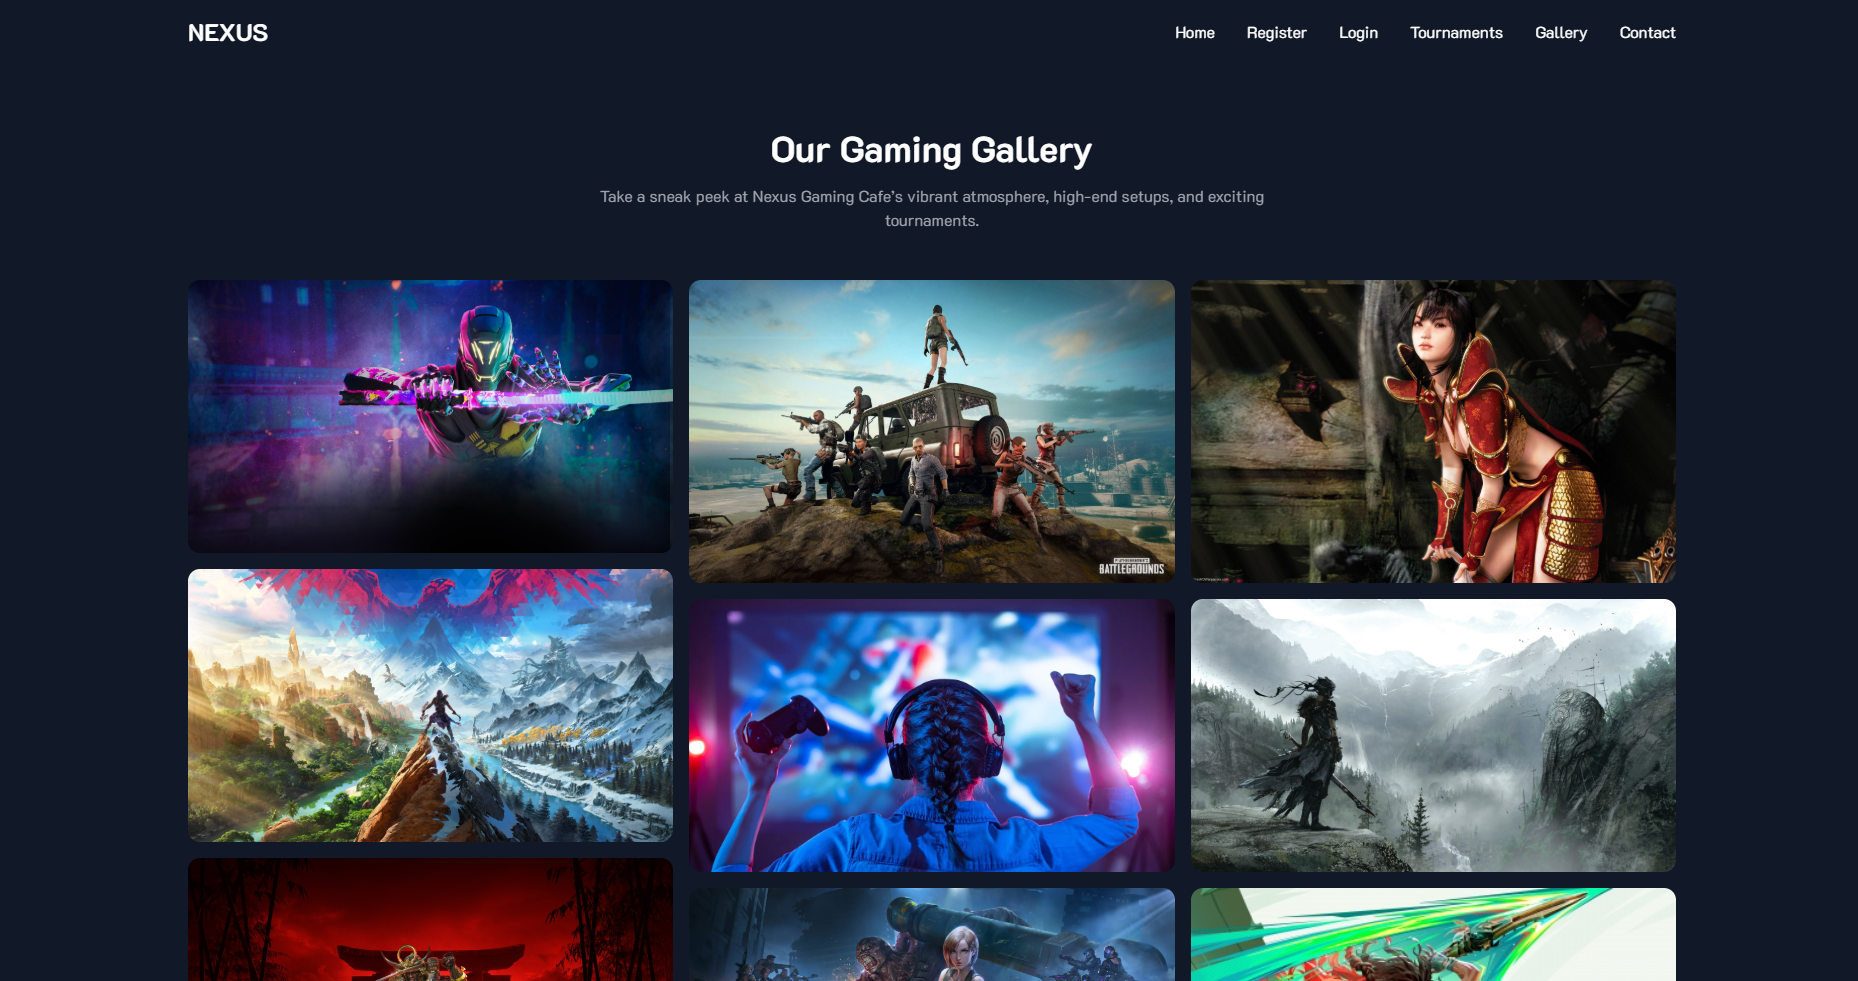 NEXUS
Home Register Login Tournaments Gallery Contact
Our Gaming Gallery
Take a sneak peek at Nexus Gaming Cafe's vibrant atmosphere, high-end setups, and exciting
tournaments.
BATTLEGROUNDS